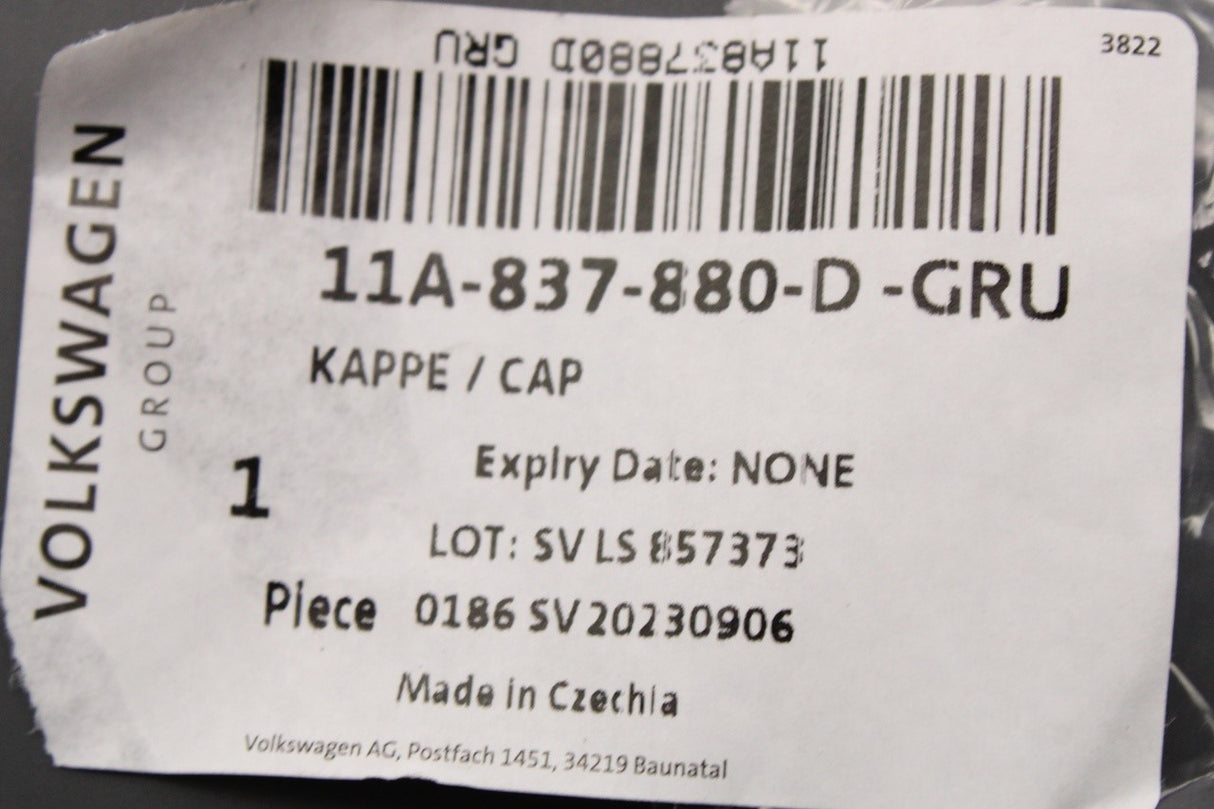 VOLKSWAGEN
GROUP
3822
11A837880D GRU
11A-837-880-D -GRU
KAPPE / CAP
Expiry Date: NONE
1
LOT: SV LS 857373
Piece 0186 SV 20230906
Made in Czechia
Volkswagen AG, Postfach 1451, 34219 Baunatal